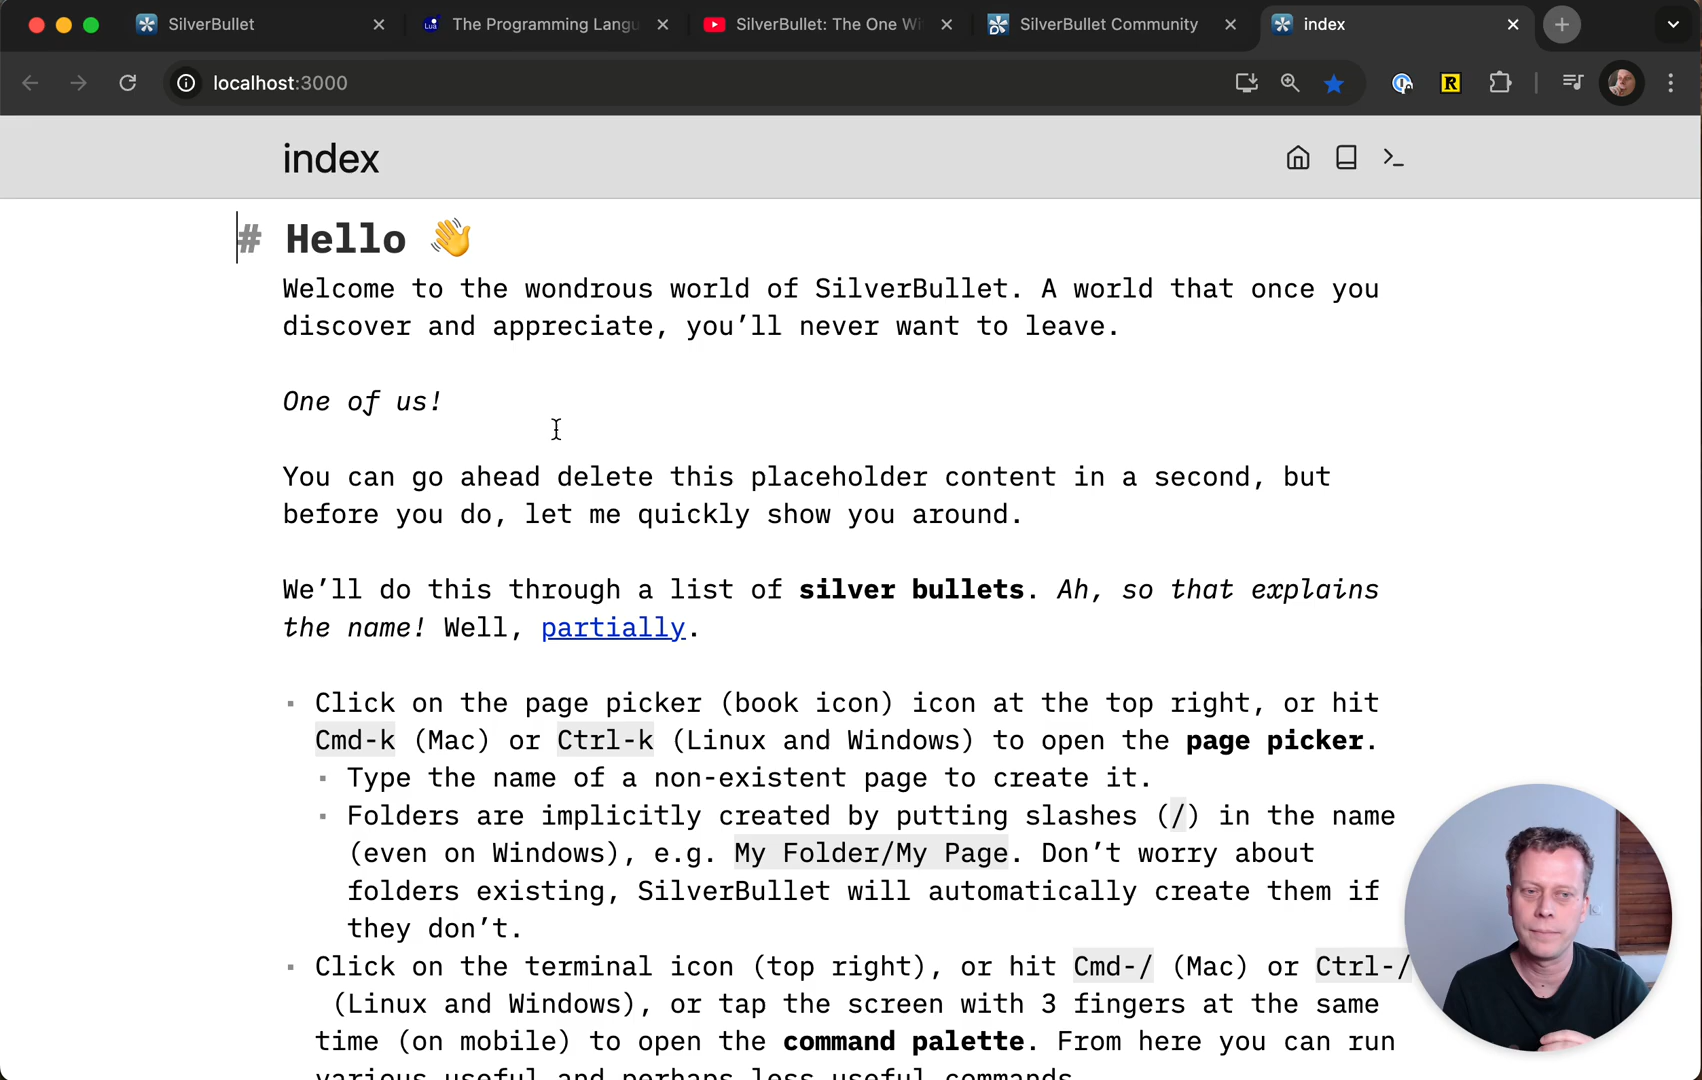 SilverBullet
The Programming Langu
SilverBullet: The One Wi
SilverBullet Community
index
localhost:3000
index
# Hello 👋
Welcome to the wondrous world of SilverBullet. A world that once you
discover and appreciate, you’ll never want to leave.
One of us!
You can go ahead delete this placeholder content in a second, but
before you do, let me quickly show you around.
We’ll do this through a list of silver bullets. Ah, so that explains
the name! Well, partially.
Click on the page picker (book icon) icon at the top right, or hit
Cmd-k (Mac) or Ctrl-k (Linux and Windows) to open the page picker.
Type the name of a non-existent page to create it.
Folders are implicitly created by putting slashes (/) in the name
(even on Windows), e.g. My Folder/My Page. Don’t worry about
folders existing, SilverBullet will automatically create them if
they don’t.
Click on the terminal icon (top right), or hit Cmd-/ (Mac) or Ctrl-/
(Linux and Windows), or tap the screen with 3 fingers at the same
time (on mobile) to open the command palette. From here you can run
various useful and perhaps less useful commands.